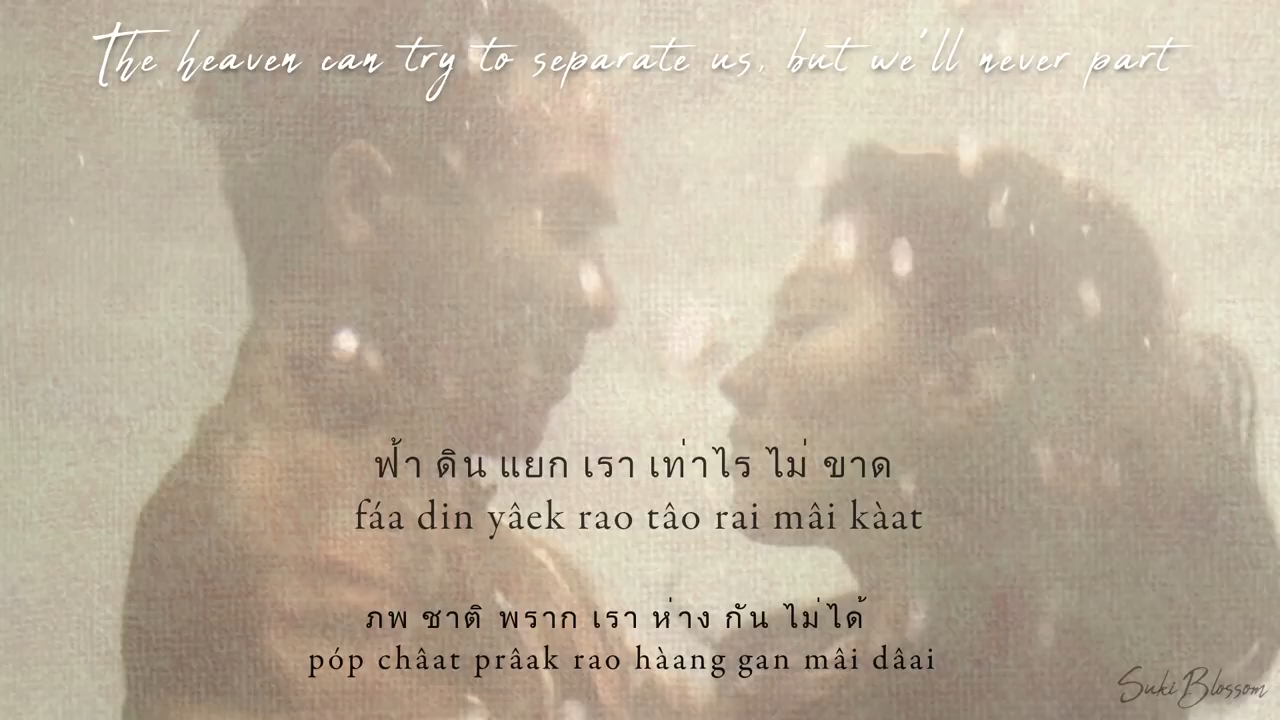 The heaven can try to separate us, but we'll never part
ฟ้า ดิน แยก เรา เท่าไร ไม่ ขาด
fáa din yâek rao tâo rai mâi kàat
ภพ ชาติ พราก เรา ห่าง กัน ไม่ได้
póp châat prâak rao hàang gan mâi dâai
Suki Blossom